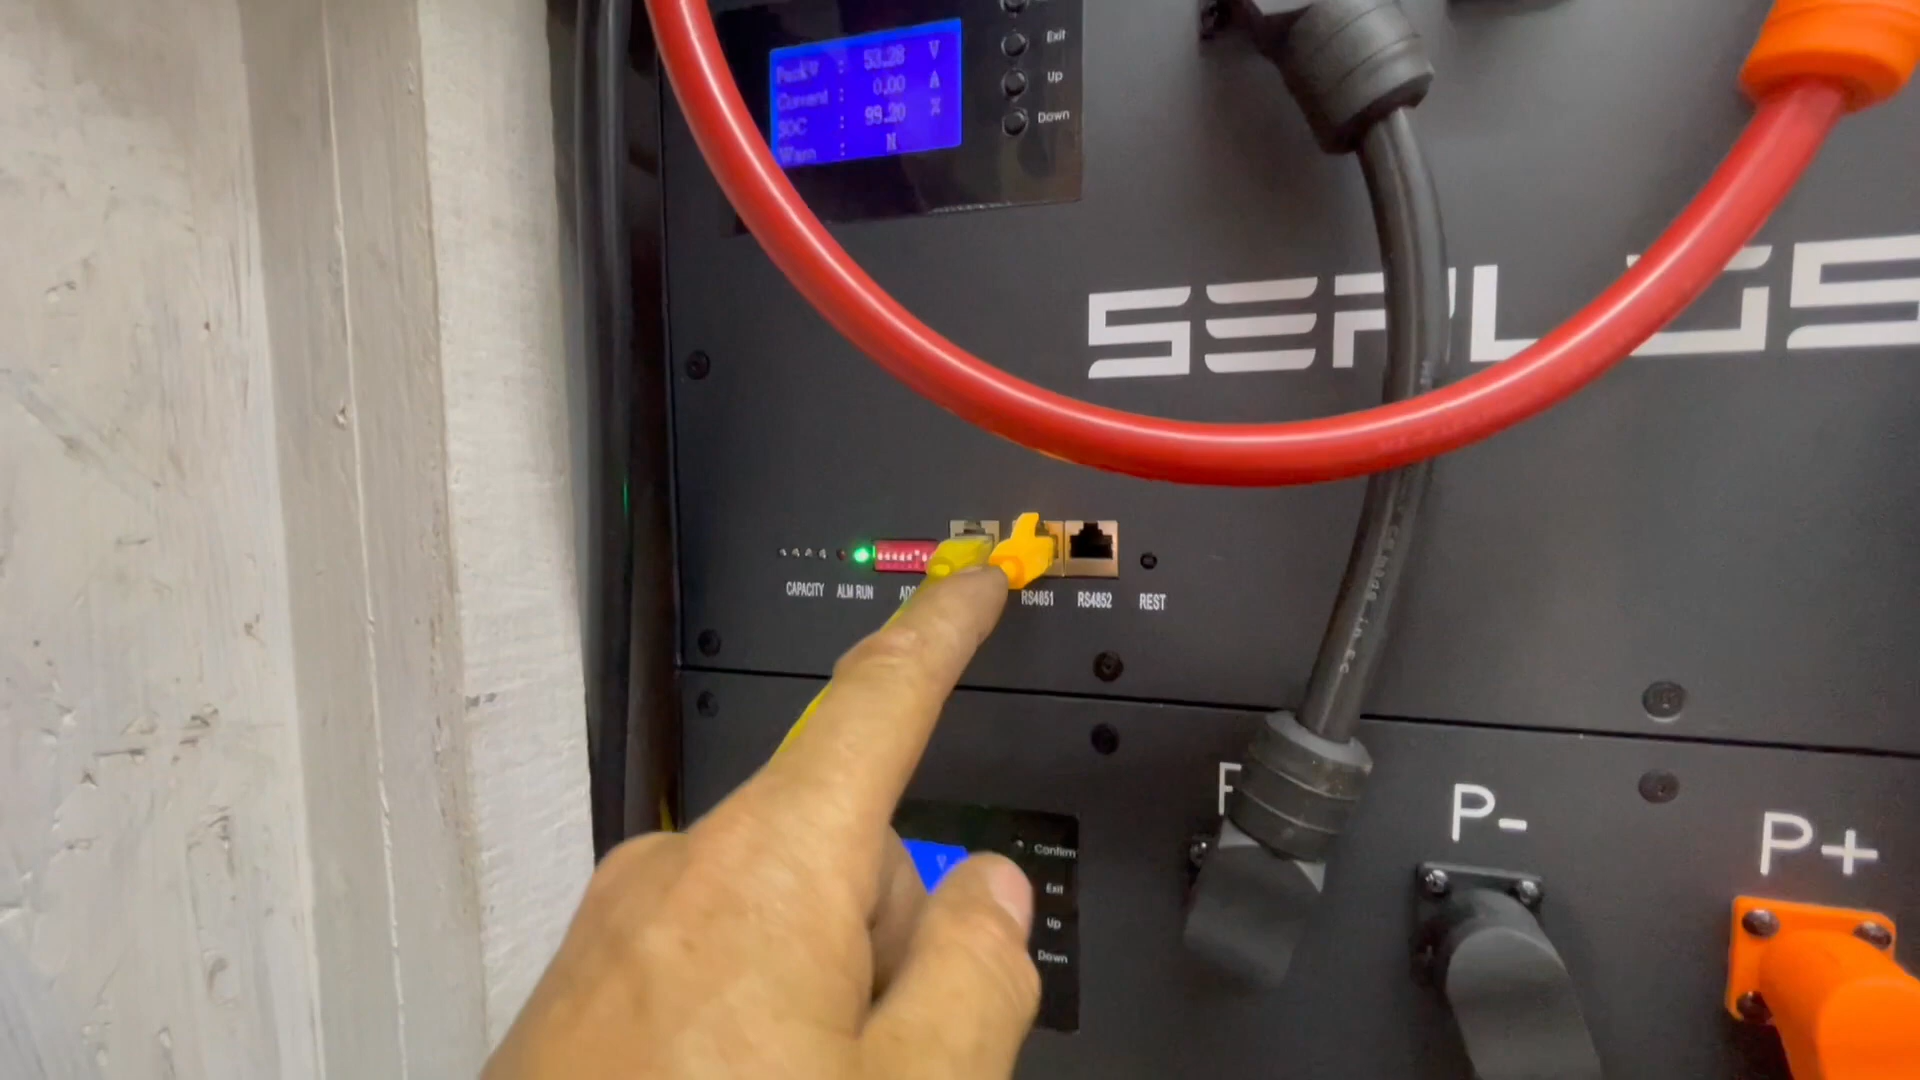 Pack V : 53.28 V
Current : 0.00 A
SOC : 99.20 %
Warn : N
Exit
Up
Down
SEPLOS
CAPACITY
ALM RUN
RS4851
RS4852
REST
P-
P+
V
Confirm
Exit
Up
Down